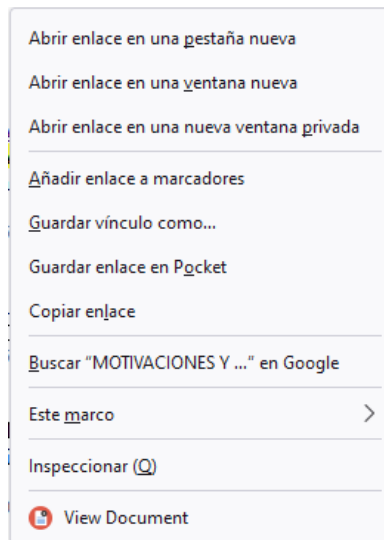 Abrir enlace en una pestaña nueva
Abrir enlace en una ventana nueva
Abrir enlace en una nueva ventana privada
Añadir enlace a marcadores
Guardar vínculo como...
Guardar enlace en Pocket
Copiar enlace
Buscar “MOTIVACIONES Y ...” en Google
Este marco
Inspeccionar (Q)
View Document